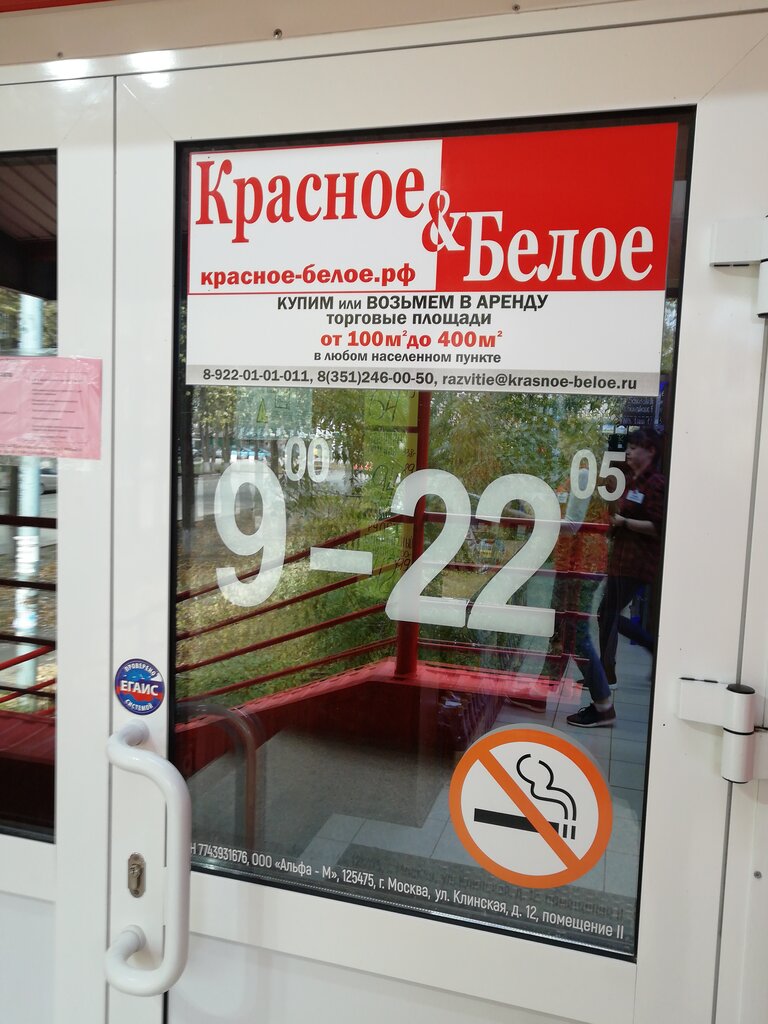 Красное
&Белое
красное-белое.рф
КУПИМ или ВОЗЬМЕМ В АРЕНДУ
торговые площади
от 100м² до 400м²
в любом населенном пункте
8-922-01-01-011, 8(351)246-00-50, razvitie@krasnoe-beloe.ru
9⁰⁰ – 22⁰⁵
ПРОВЕРЕНО
ЕГАИС
СИСТЕМОЙ
Н 7743931676, ООО «Альфа - М», 125475, г. Москва, ул. Клинская, д. 12, помещение II